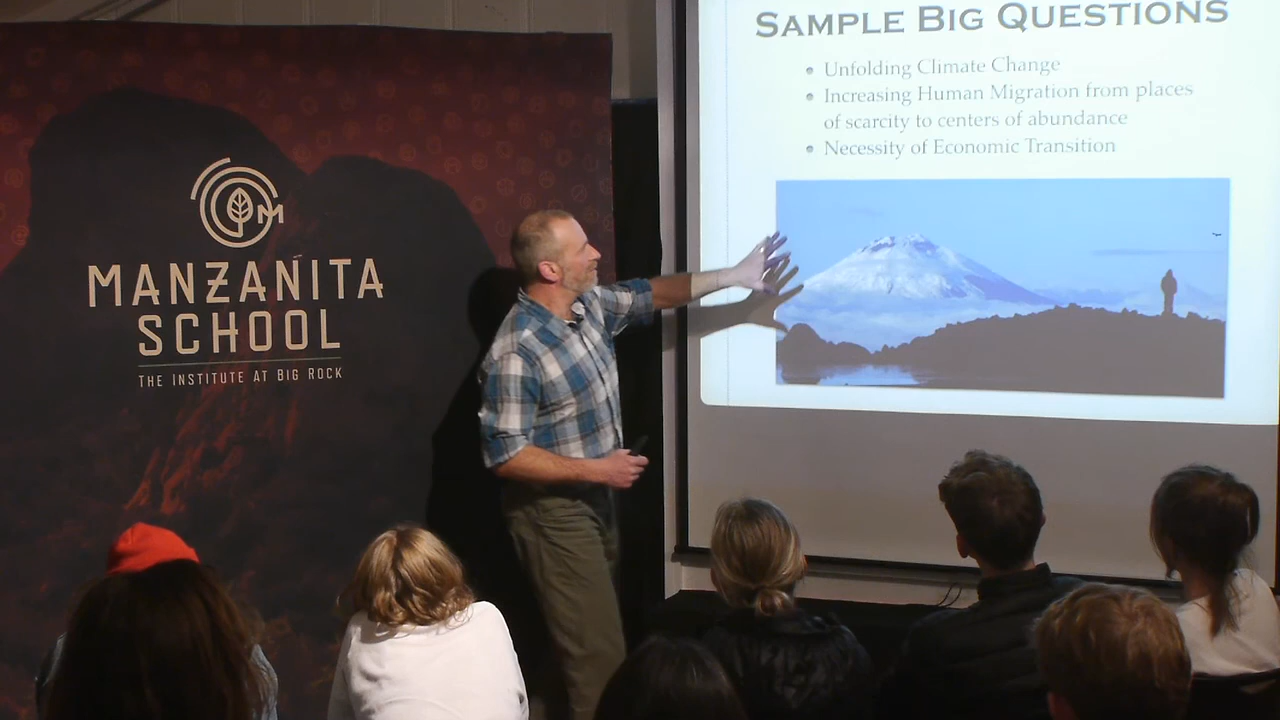 M
MANZANITA
SCHOOL
THE INSTITUTE AT BIG ROCK
SAMPLE BIG QUESTIONS
• Unfolding Climate Change
• Increasing Human Migration from places
of scarcity to centers of abundance
• Necessity of Economic Transition